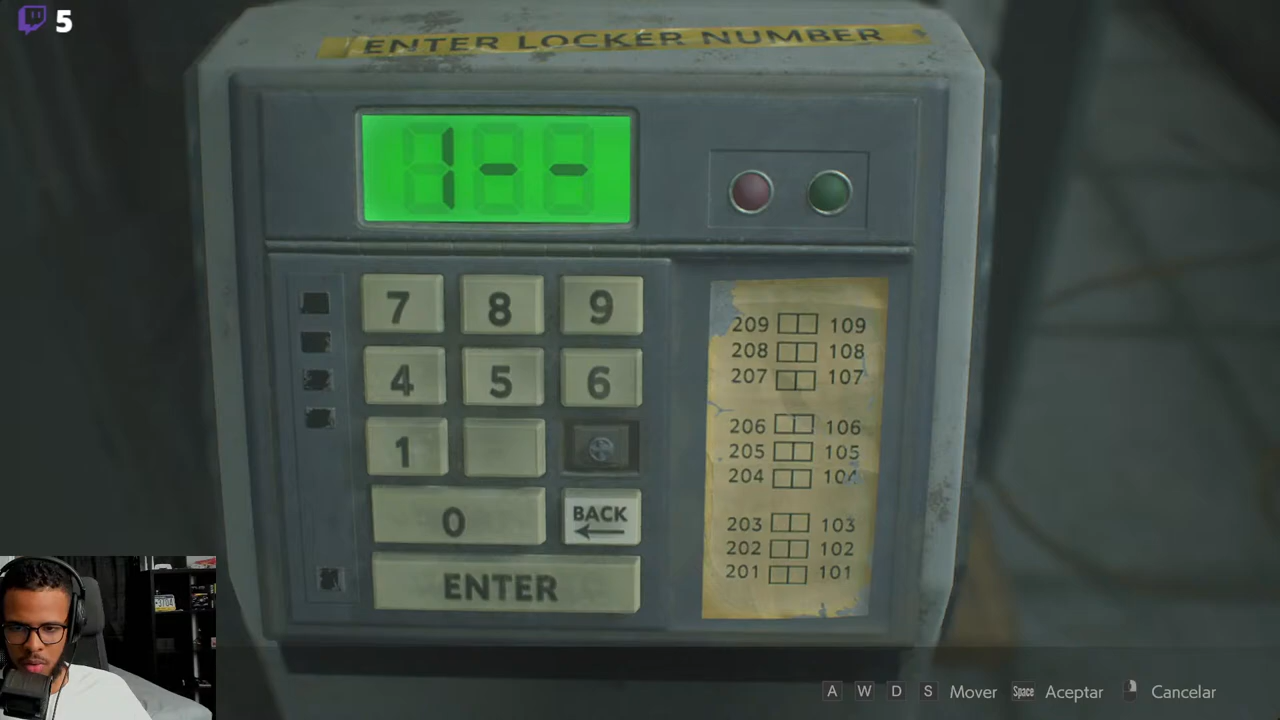 5
ENTER LOCKER NUMBER
1--
7 8 9
4 5 6
1
0 BACK
ENTER
209 109
208 108
207 107
206 106
205 105
204 104
203 103
202 102
201 101
A W D S Mover Space Aceptar Cancelar